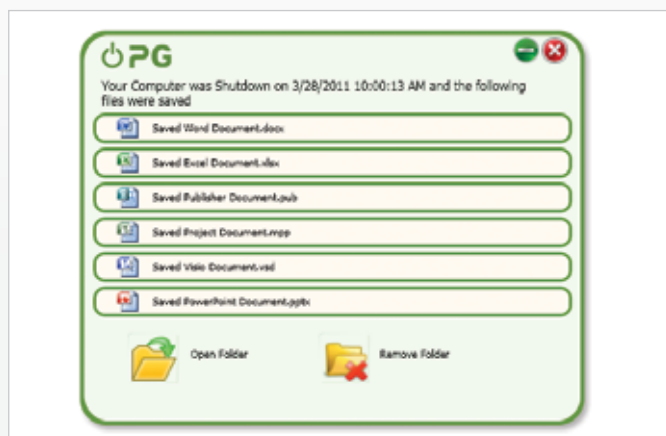 PG
Your Computer was Shutdown on 3/28/2011 10:00:13 AM and the following
files were saved
Saved Word Document.docx
Saved Excel Document.xlsx
Saved Publisher Document.pub
Saved Project Document.mpp
Saved Visio Document.vsd
Saved PowerPoint Document.pptx
Open Folder
Remove Folder